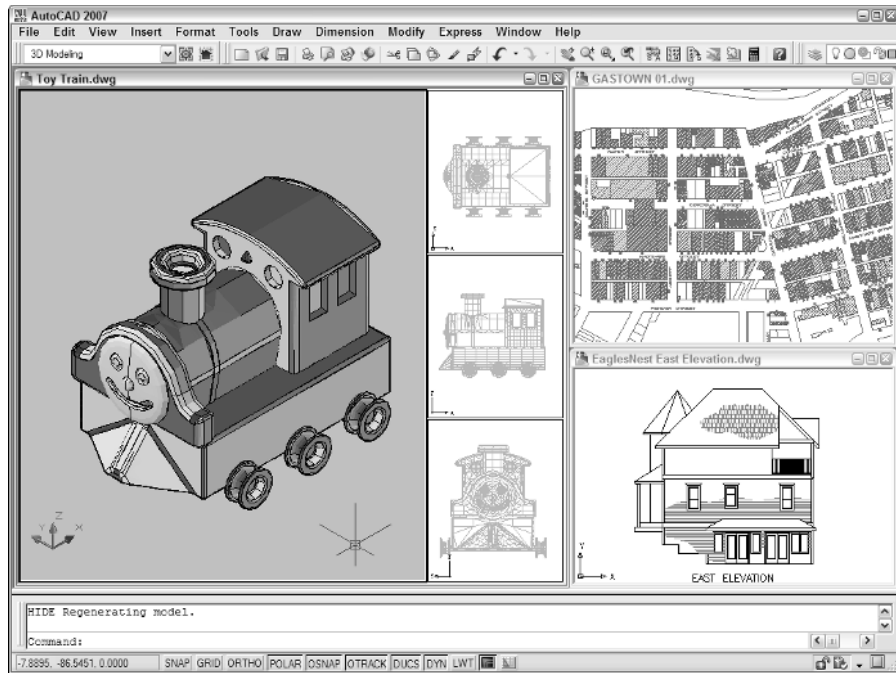 AutoCAD 2007
File Edit View Insert Format Tools Draw Dimension Modify Express Window Help
3D Modeling
Toy Train.dwg
GASTOWN 01.dwg
EaglesNest East Elevation.dwg
Z
Y X
Y
X
EAST ELEVATION
HIDE Regenerating model.
Command:
-7.8895, -86.5451, 0.0000 SNAP GRID ORTHO POLAR OSNAP OTRACK DUCS DYN LWT